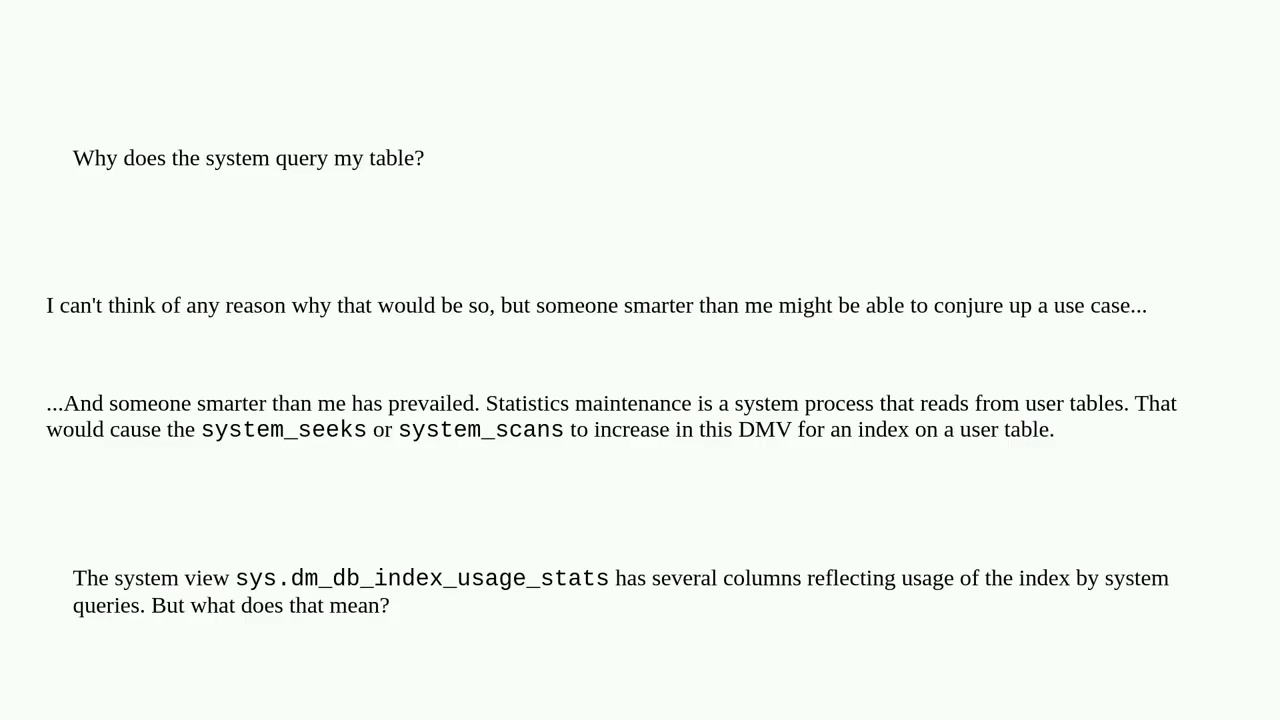 Why does the system query my table?
I can't think of any reason why that would be so, but someone smarter than me might be able to conjure up a use case...
...And someone smarter than me has prevailed. Statistics maintenance is a system process that reads from user tables. That
would cause the system_seeks or system_scans to increase in this DMV for an index on a user table.
The system view sys.dm_db_index_usage_stats has several columns reflecting usage of the index by system
queries. But what does that mean?